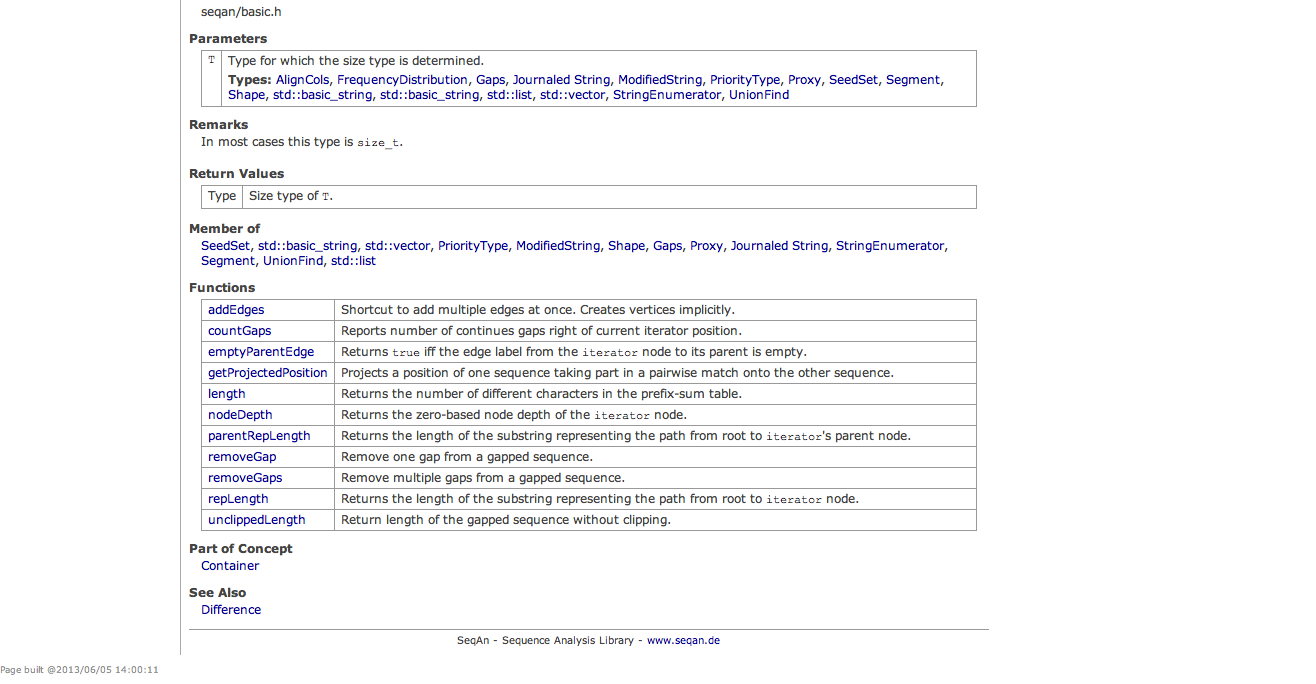 seqan/basic.h
Parameters
T Type for which the size type is determined.
Types: AlignCols, FrequencyDistribution, Gaps, Journaled String, ModifiedString, PriorityType, Proxy, SeedSet, Segment,
Shape, std::basic_string, std::basic_string, std::list, std::vector, StringEnumerator, UnionFind
Remarks
In most cases this type is size_t.
Return Values
Type Size type of T.
Member of
SeedSet, std::basic_string, std::vector, PriorityType, ModifiedString, Shape, Gaps, Proxy, Journaled String, StringEnumerator,
Segment, UnionFind, std::list
Functions
addEdges Shortcut to add multiple edges at once. Creates vertices implicitly.
countGaps Reports number of continues gaps right of current iterator position.
emptyParentEdge Returns true iff the edge label from the iterator node to its parent is empty.
getProjectedPosition Projects a position of one sequence taking part in a pairwise match onto the other sequence.
length Returns the number of different characters in the prefix-sum table.
nodeDepth Returns the zero-based node depth of the iterator node.
parentRepLength Returns the length of the substring representing the path from root to iterator's parent node.
removeGap Remove one gap from a gapped sequence.
removeGaps Remove multiple gaps from a gapped sequence.
repLength Returns the length of the substring representing the path from root to iterator node.
unclippedLength Return length of the gapped sequence without clipping.
Part of Concept
Container
See Also
Difference
SeqAn - Sequence Analysis Library - www.seqan.de
Page built @2013/06/05 14:00:11